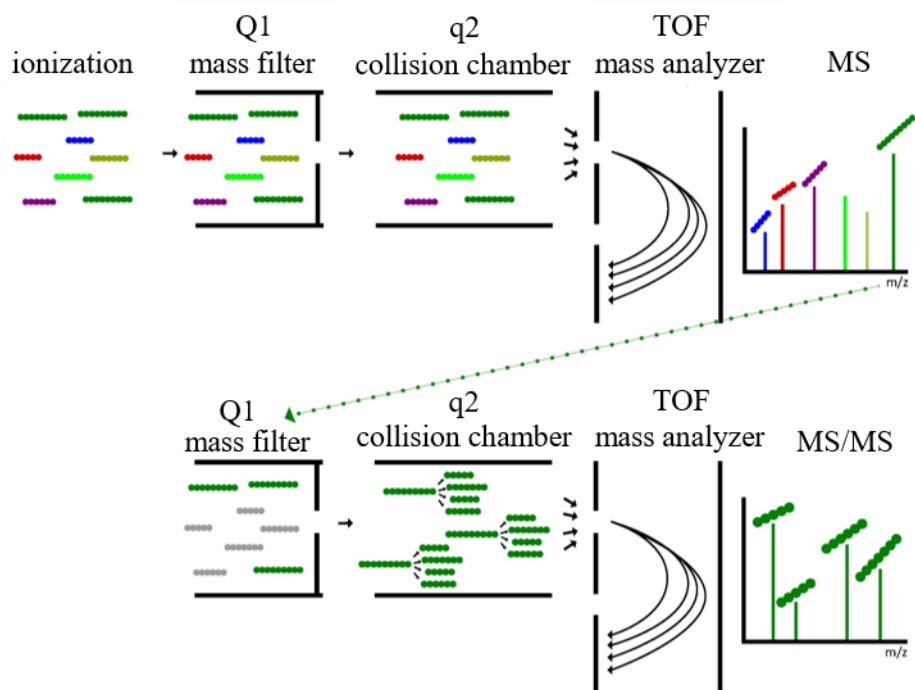 ionization
Q1
mass filter
q2
collision chamber
TOF
mass analyzer
MS
m/z
Q1
mass filter
q2
collision chamber
TOF
mass analyzer
MS/MS
m/z